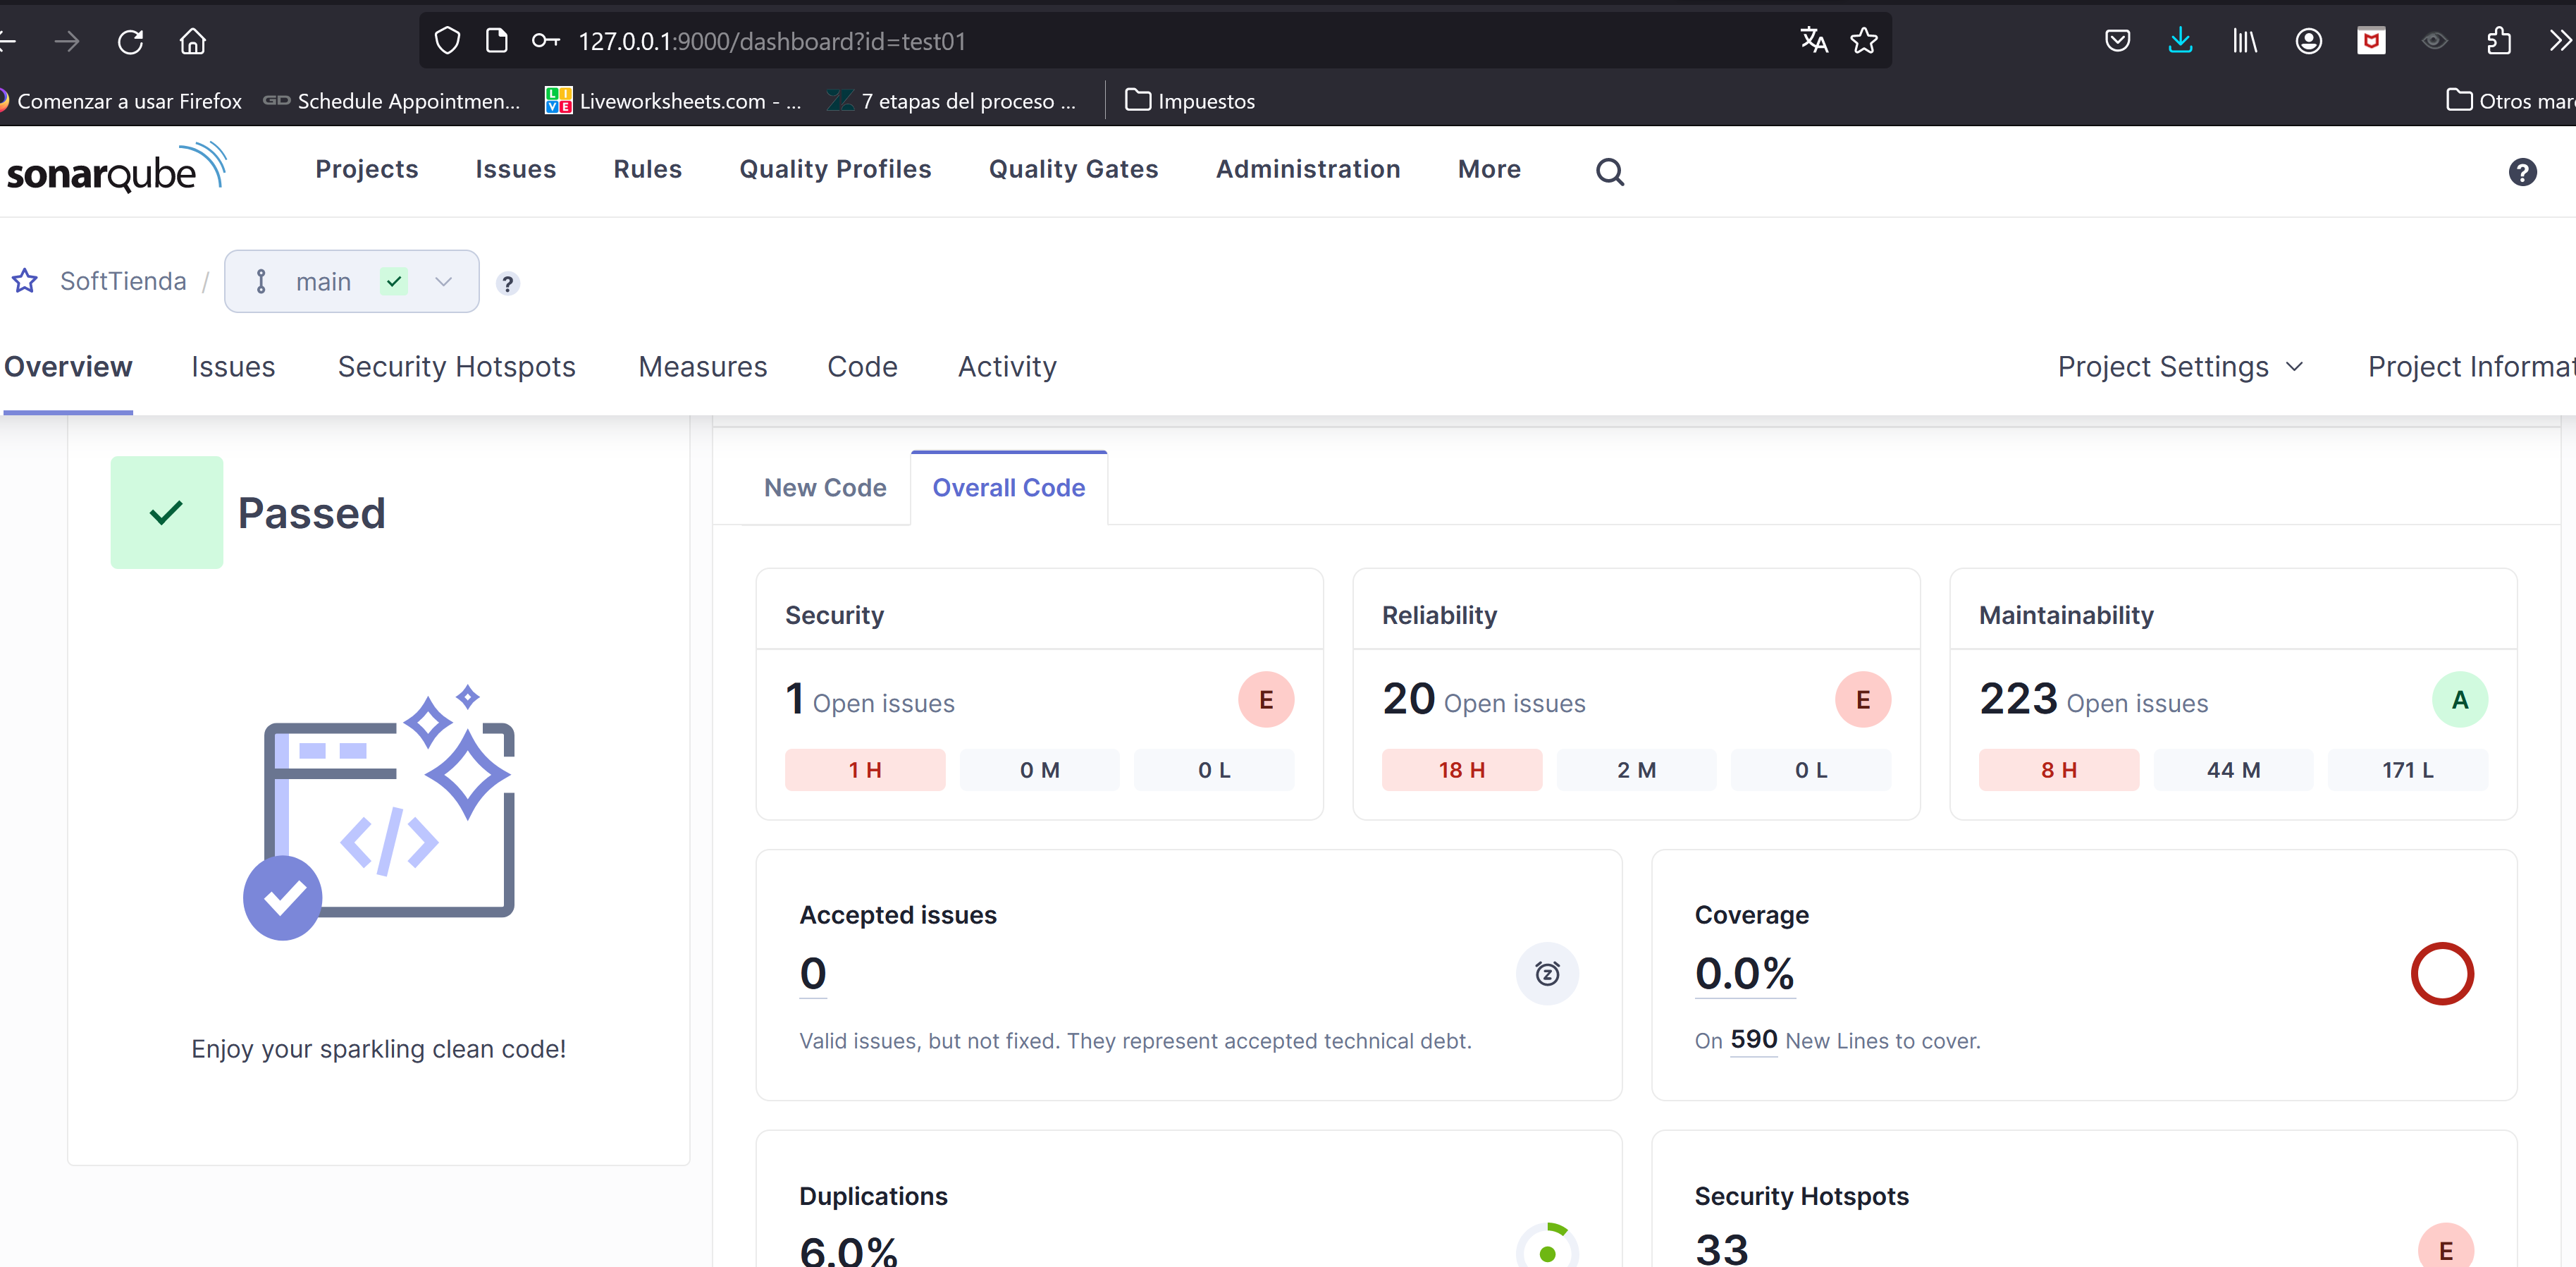 127.0.0.1:9000/dashboard?id=test01
Comenzar a usar Firefox
GD Schedule Appointmen...
LIVE Liveworksheets.com - ...
7 etapas del proceso ...
Impuestos
Otros mar
sonarqube
Projects
Issues
Rules
Quality Profiles
Quality Gates
Administration
More
?
SoftTienda / main
?
Overview
Issues
Security Hotspots
Measures
Code
Activity
Project Settings
Project Informat
Passed
Enjoy your sparkling clean code!
New Code
Overall Code
Security
1 Open issues
E
1 H
0 M
0 L
Reliability
20 Open issues
E
18 H
2 M
0 L
Maintainability
223 Open issues
A
8 H
44 M
171 L
Accepted issues
0
Valid issues, but not fixed. They represent accepted technical debt.
Coverage
0.0%
On 590 New Lines to cover.
Duplications
6.0%
Security Hotspots
33
E